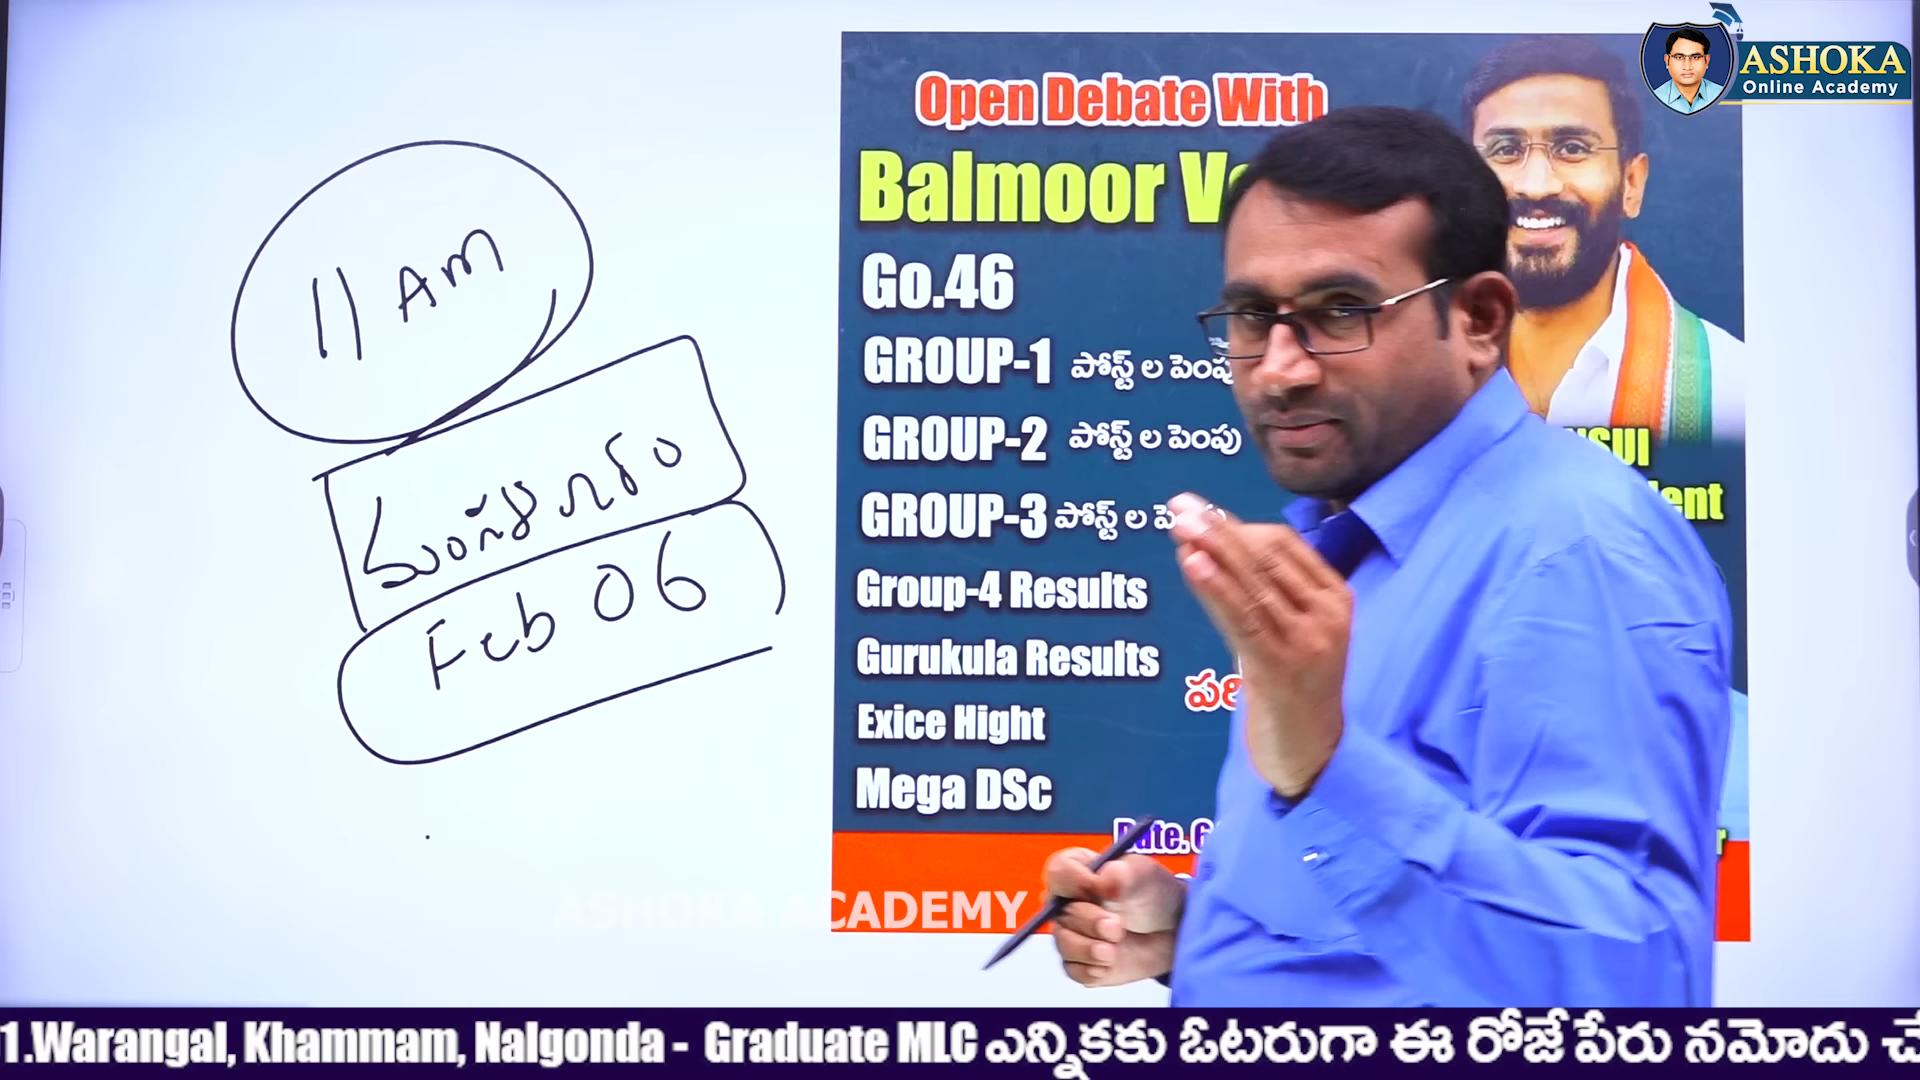 ASHOKA
Online Academy
Open Debate With
Balmoor
Go.46
GROUP-1 పోస్ట్ ల పెంపు
GROUP-2 పోస్ట్ ల పెంపు
GROUP-3 పోస్ట్ ల
Group-4 Results
Gurukula Results
Exice Hight
Mega DSc
Date. 6
11 AM
మంగళవారం
Feb 06
ASHOKA ACADEMY
1.Warangal, Khammam, Nalgonda - Graduate MLC ఎన్నికకు ఓటరుగా ఈ రోజే పేరు నమోదు